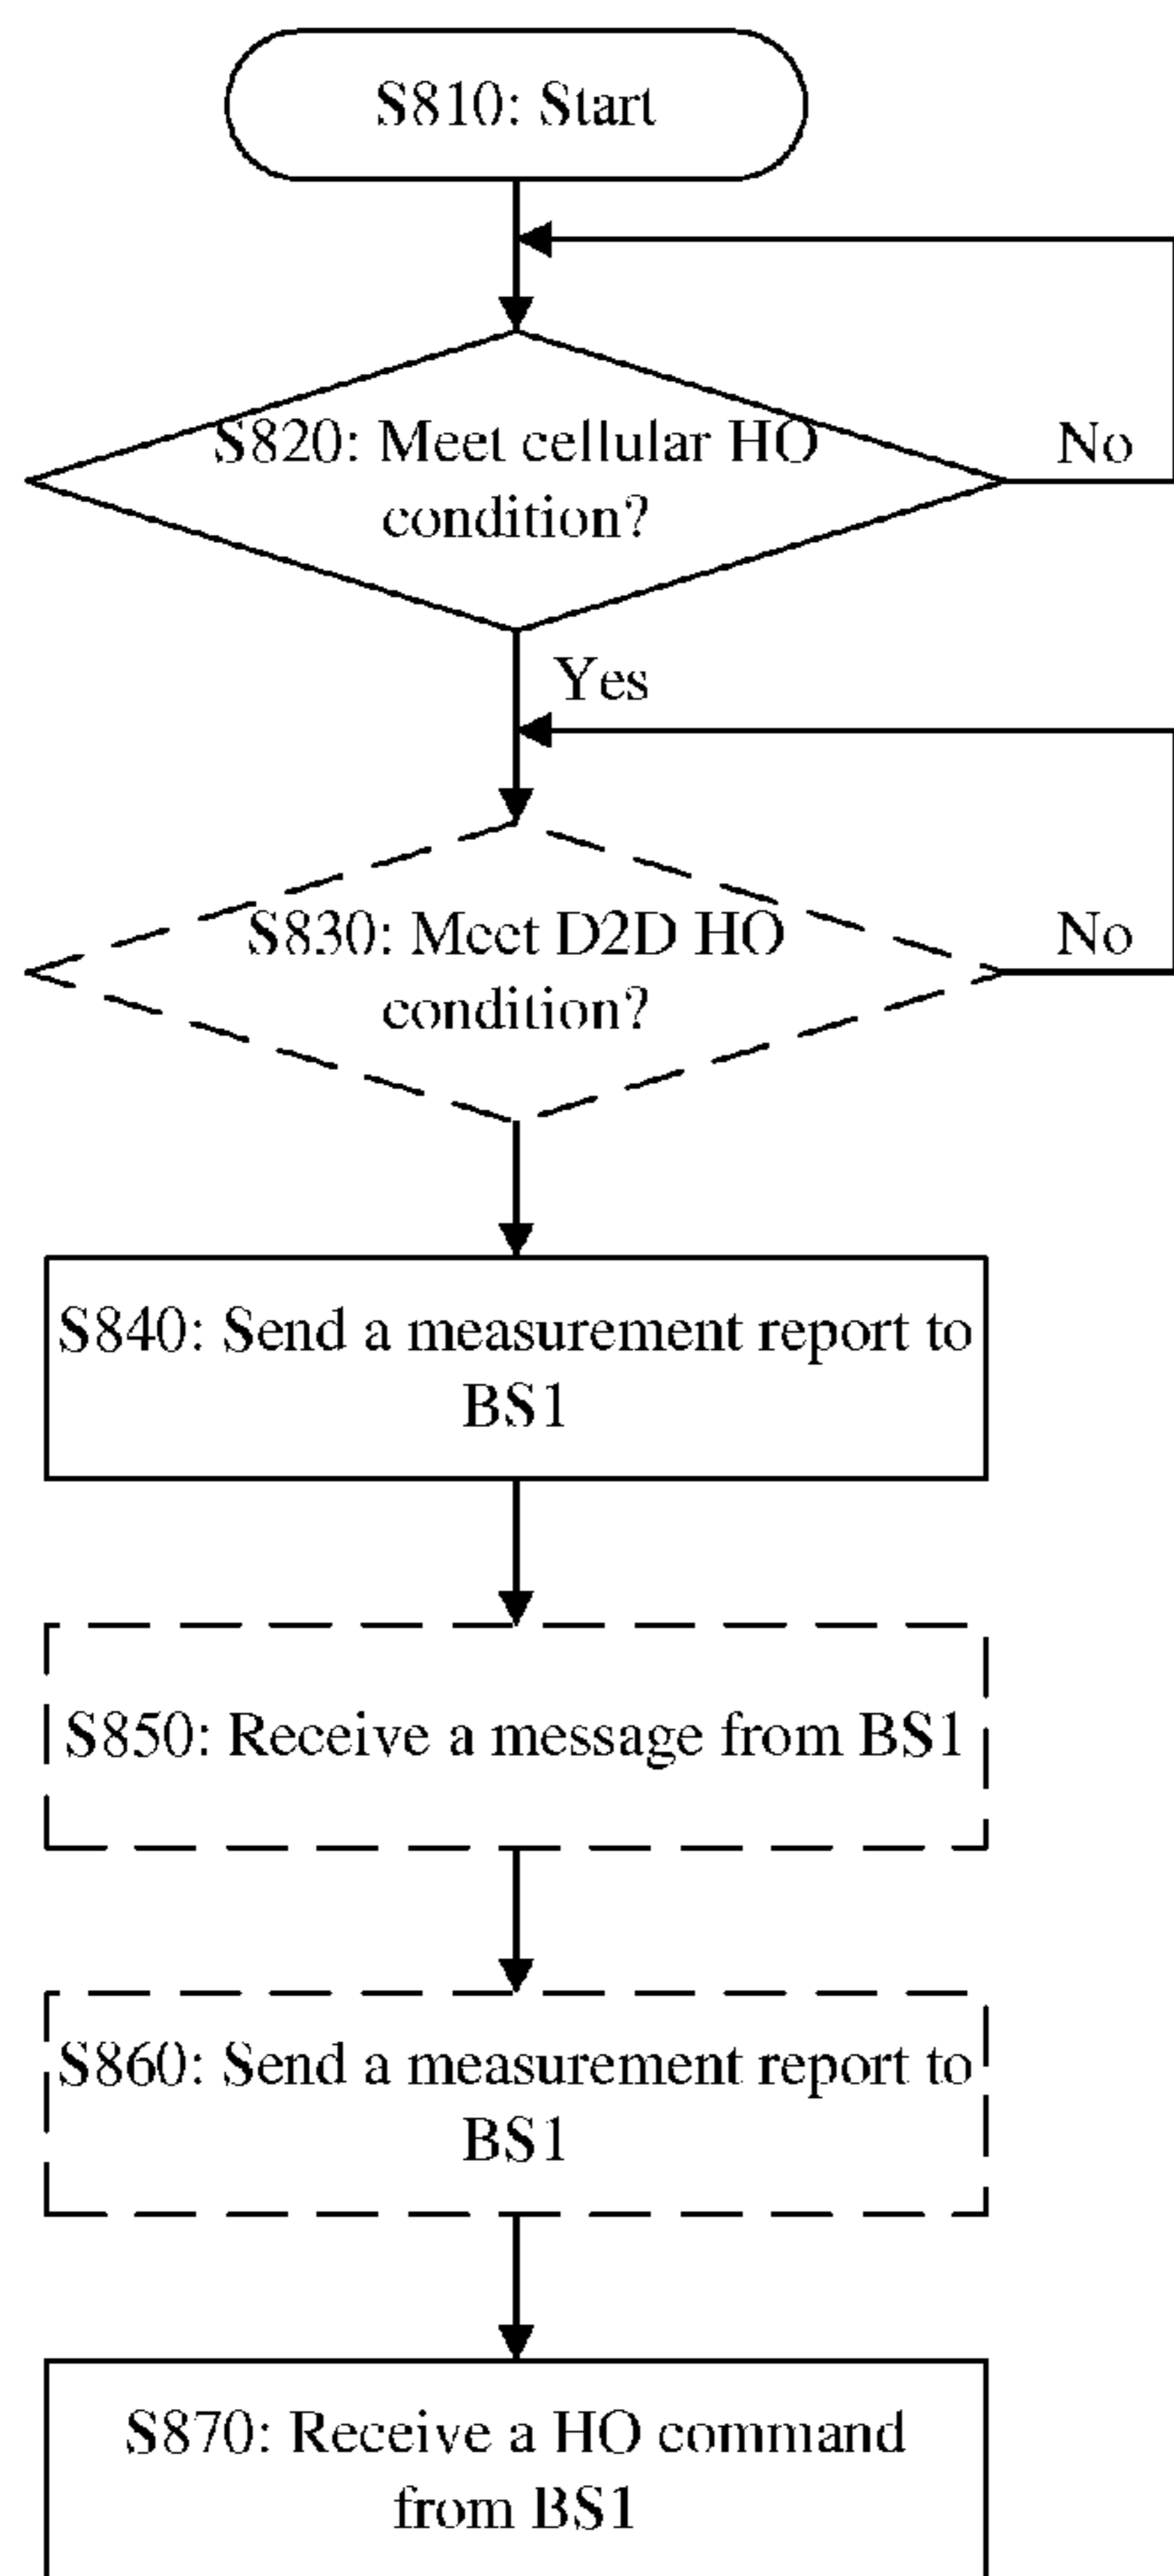 S810: Start
S820: Meet cellular HO
No
condition?
Yes
S830: Meet D2D HO
No
condition?
S840: Send a measurement report to
BS1
S850: Receive a message from BS1
S860: Send a measurement report to
BS1
S870: Receive a HO command
from BS1